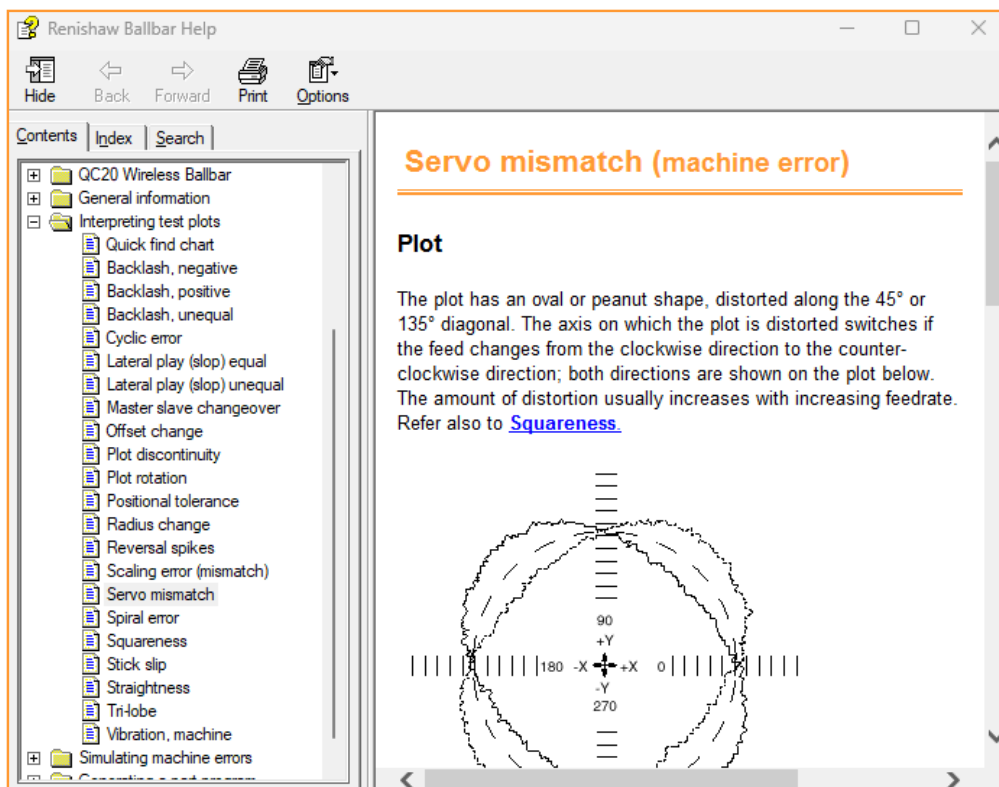 Renishaw Ballbar Help
Hide Back Forward Print Options
Contents Index Search
QC20 Wireless Ballbar
General information
Interpreting test plots
Quick find chart
Backlash, negative
Backlash, positive
Backlash, unequal
Cyclic error
Lateral play (slop) equal
Lateral play (slop) unequal
Master slave changeover
Offset change
Plot discontinuity
Plot rotation
Positional tolerance
Radius change
Reversal spikes
Scaling error (mismatch)
Servo mismatch
Spiral error
Squareness
Stick slip
Straightness
Tri-lobe
Vibration, machine
Simulating machine errors
Generating a part program
Servo mismatch (machine error)
Plot
The plot has an oval or peanut shape, distorted along the 45° or
135° diagonal. The axis on which the plot is distorted switches if
the feed changes from the clockwise direction to the counter-
clockwise direction; both directions are shown on the plot below.
The amount of distortion usually increases with increasing feedrate.
Refer also to Squareness.
90
+Y
180 -X +X 0
-Y
270